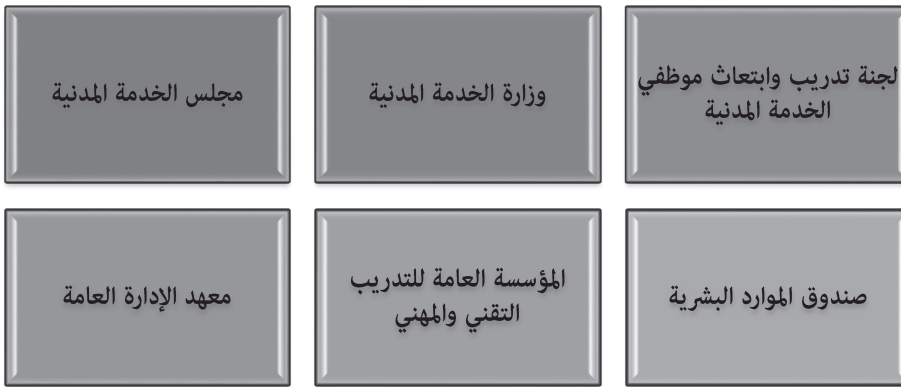 لجنة تدريب وابتعاث موظفي
الخدمة المدنية
وزارة الخدمة المدنية
مجلس الخدمة المدنية
صندوق الموارد البشرية
المؤسسة العامة للتدريب
التقني والمهني
معهد الإدارة العامة